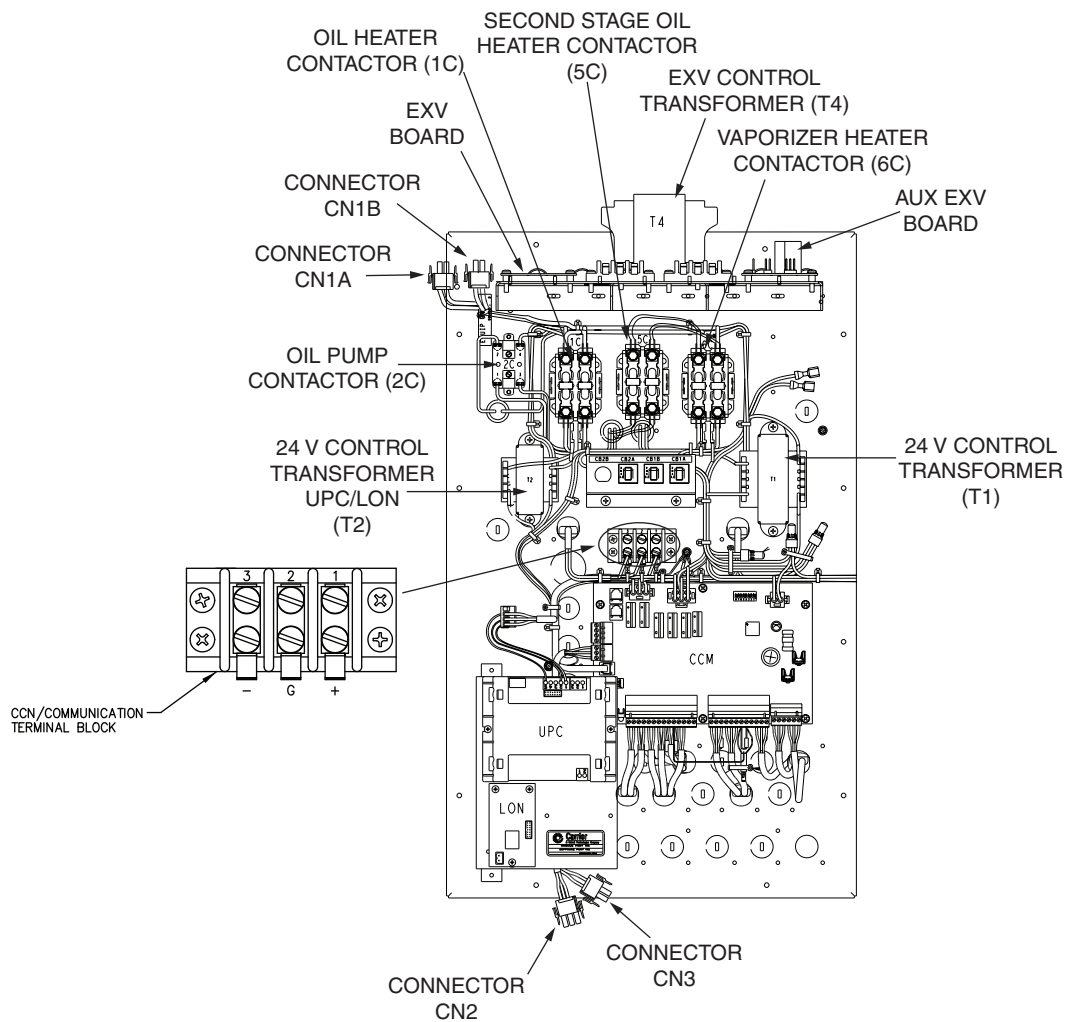 SECOND STAGE OIL
HEATER CONTACTOR
(5C)
OIL HEATER
CONTACTOR (1C)
EXV CONTROL
TRANSFORMER (T4)
EXV
BOARD
VAPORIZER HEATER
CONTACTOR (6C)
CONNECTOR
CN1B
AUX EXV
BOARD
T4
CONNECTOR
CN1A
1C
5C
OIL PUMP
CONTACTOR (2C)
2C
24 V CONTROL
TRANSFORMER
UPC/LON
(T2)
CB2B CB2A CB1B CB1A
T2
T1
24 V CONTROL
TRANSFORMER
(T1)
3 2 1
- G +
CCN/COMMUNICATION
TERMINAL BLOCK
CCM
UPC
LON
Carrier
CONNECTOR
CN3
CONNECTOR
CN2